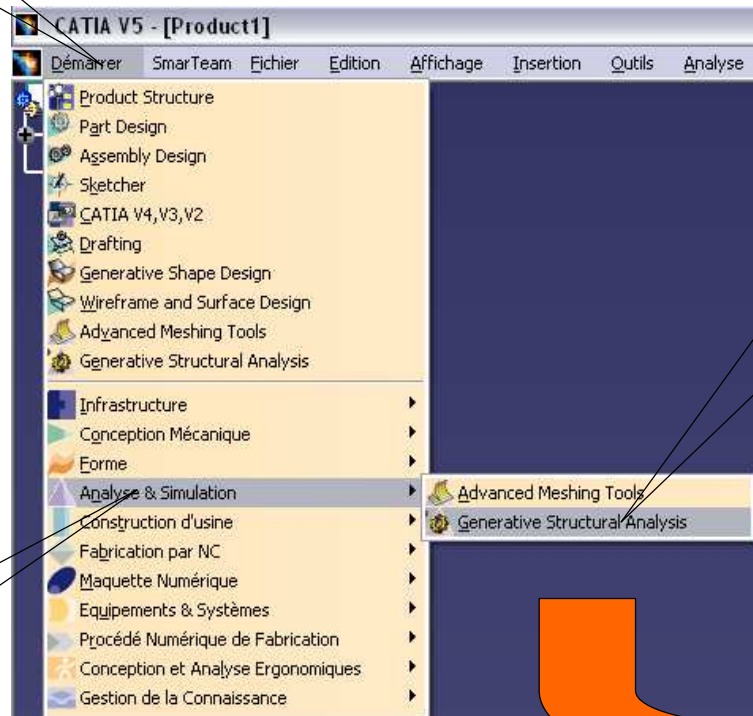 CATIA V5 - [Product1]
Démarrer SmarTeam Fichier Edition Affichage Insertion Outils Analyse
Product Structure
Part Design
Assembly Design
Sketcher
CATIA V4,V3,V2
Drafting
Generative Shape Design
Wireframe and Surface Design
Advanced Meshing Tools
Generative Structural Analysis
Infrastructure
Conception Mécanique
Forme
Analyse & Simulation
Advanced Meshing Tools
Construction d'usine
Generative Structural Analysis
Fabrication par NC
Maquette Numérique
Equipements & Systèmes
Procédé Numérique de Fabrication
Conception et Analyse Ergonomiques
Gestion de la Connaissance